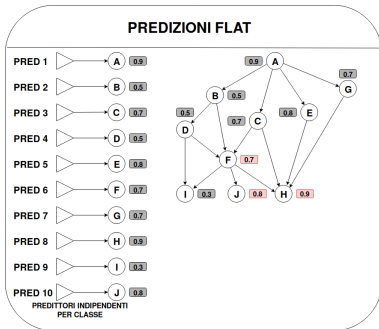 PREDIZIONI FLAT
PRED 1 A 0.9
PRED 2 B 0.5
PRED 3 C 0.7
PRED 4 D 0.5
PRED 5 E 0.8
PRED 6 F 0.7
PRED 7 G 0.7
PRED 8 H 0.9
PRED 9 I 0.3
PRED 10 J 0.8
PREDITTORI INDIPENDENTI
PER CLASSE
0.9 A
0.7
G
B 0.5
0.5
D
0.7 C
0.8 E
F 0.7
I 0.3
J 0.8
H 0.9